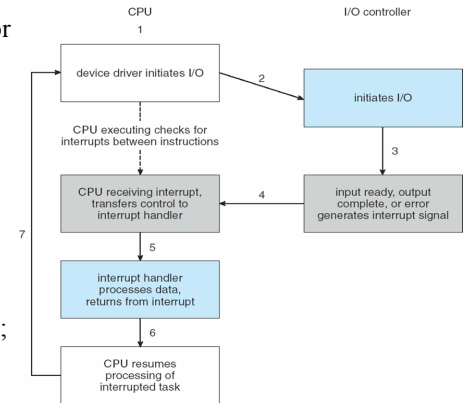 CPU
I/O controller
or
1
device driver initiates I/O
2
initiates I/O
CPU executing checks for
interrupts between instructions
3
CPU receiving interrupt,
transfers control to
interrupt handler
4
input ready, output
complete, or error
generates interrupt signal
7
5
interrupt handler
processes data,
returns from interrupt
6
;
CPU resumes
processing of
interrupted task